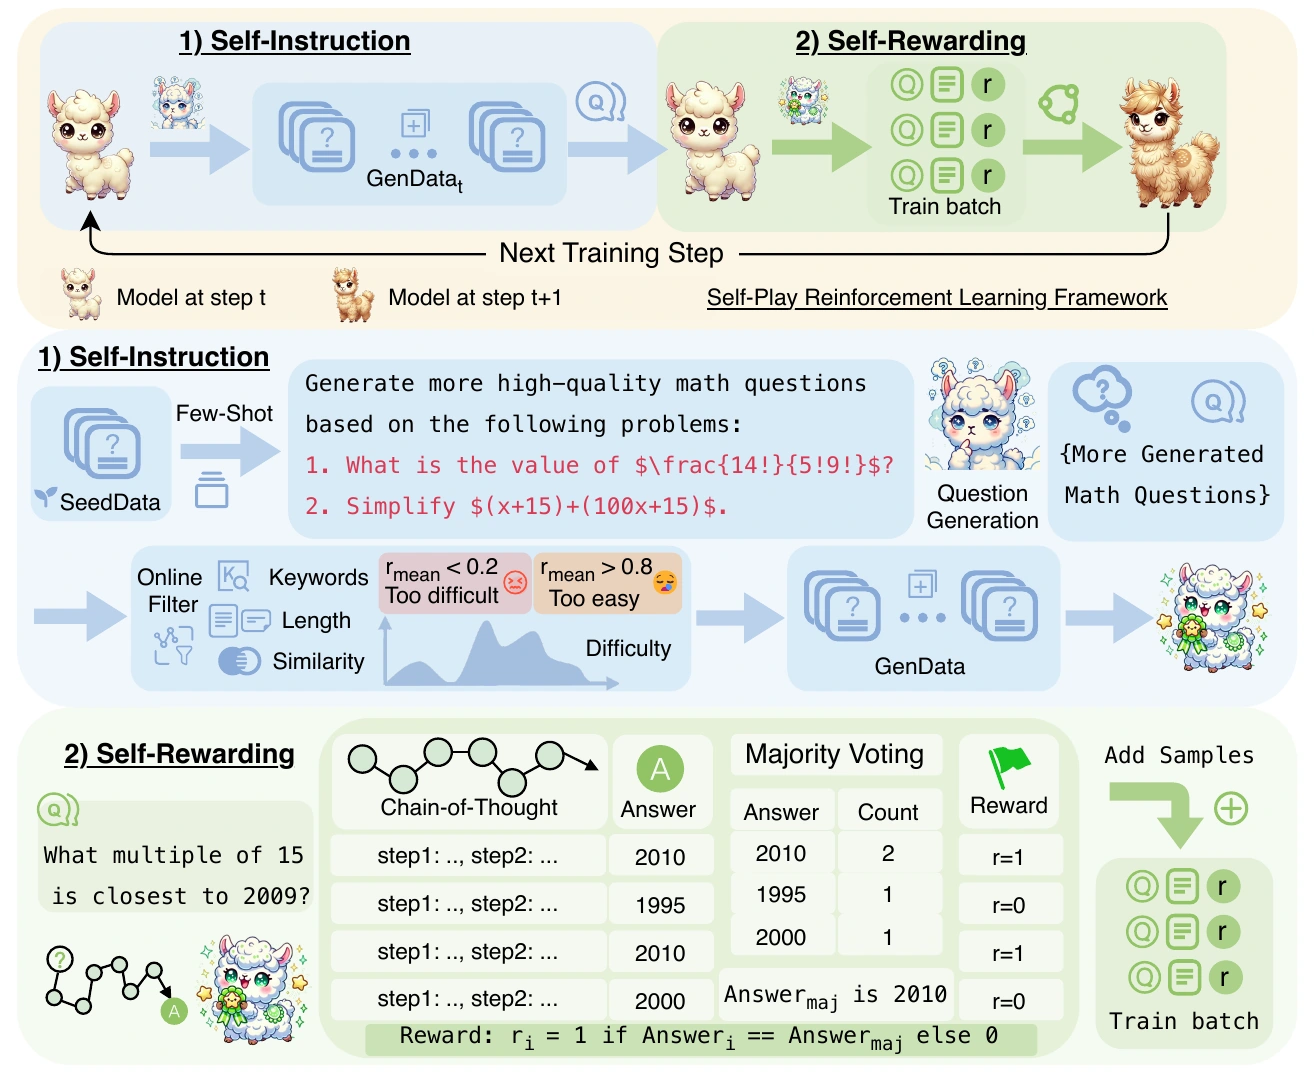 1) Self-Instruction
2) Self-Rewarding
Q
Q r
Q r
Q r
? ?
GenData_t
Train batch
Next Training Step
Model at step t
Model at step t+1
Self-Play Reinforcement Learning Framework
1) Self-Instruction
?
SeedData
Few-Shot
Generate more high-quality math questions
based on the following problems:
1. What is the value of $\frac{14!}{5!9!}$?
2. Simplify $(x+15)+(100x+15)$.
Question
Generation
? Q
{More Generated
Math Questions}
Online
Filter
K Keywords
Length
Similarity
r_mean < 0.2
Too difficult
r_mean > 0.8
Too easy
Difficulty
? ?
GenData
2) Self-Rewarding
Q
What multiple of 15
is closest to 2009?
?
A
Chain-of-Thought
A
Answer
Majority Voting
Reward
Answer Count
step1: .., step2: ... 2010 2010 2 r=1
step1: .., step2: ... 1995 1995 1 r=0
step1: .., step2: ... 2010 2000 1 r=1
step1: .., step2: ... 2000 Answer_maj is 2010 r=0
Reward: r_i = 1 if Answer_i == Answer_maj else 0
Add Samples
Q r
Q r
Q r
Train batch